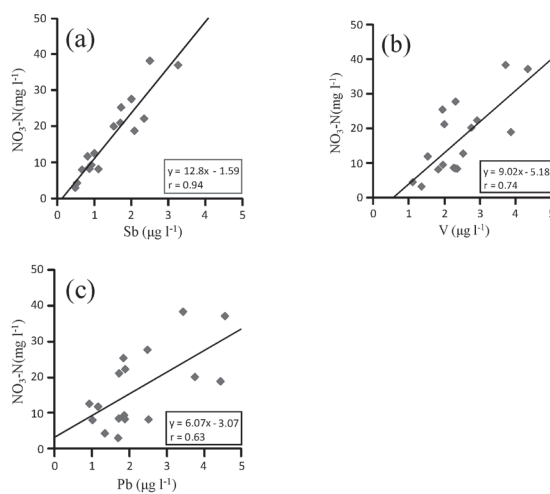 (a)
NO₃-N(mg l⁻¹)
50
40
30
20
10
0
y = 12.8x - 1.59
r = 0.94
0 1 2 3 4 5
Sb (μg l⁻¹)
(b)
NO₃-N(mg l⁻¹)
50
40
30
20
10
0
y = 9.02x - 5.18
r = 0.74
0 1 2 3 4 5
V (μg l⁻¹)
(c)
NO₃-N(mg l⁻¹)
50
40
30
20
10
0
y = 6.07x - 3.07
r = 0.63
0 1 2 3 4 5
Pb (μg l⁻¹)